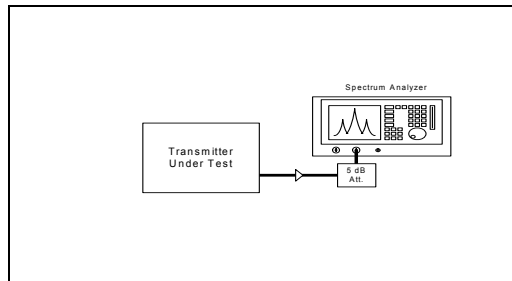 Spectrum Analyzer
Transmitter
Under Test
5 dB
Att.